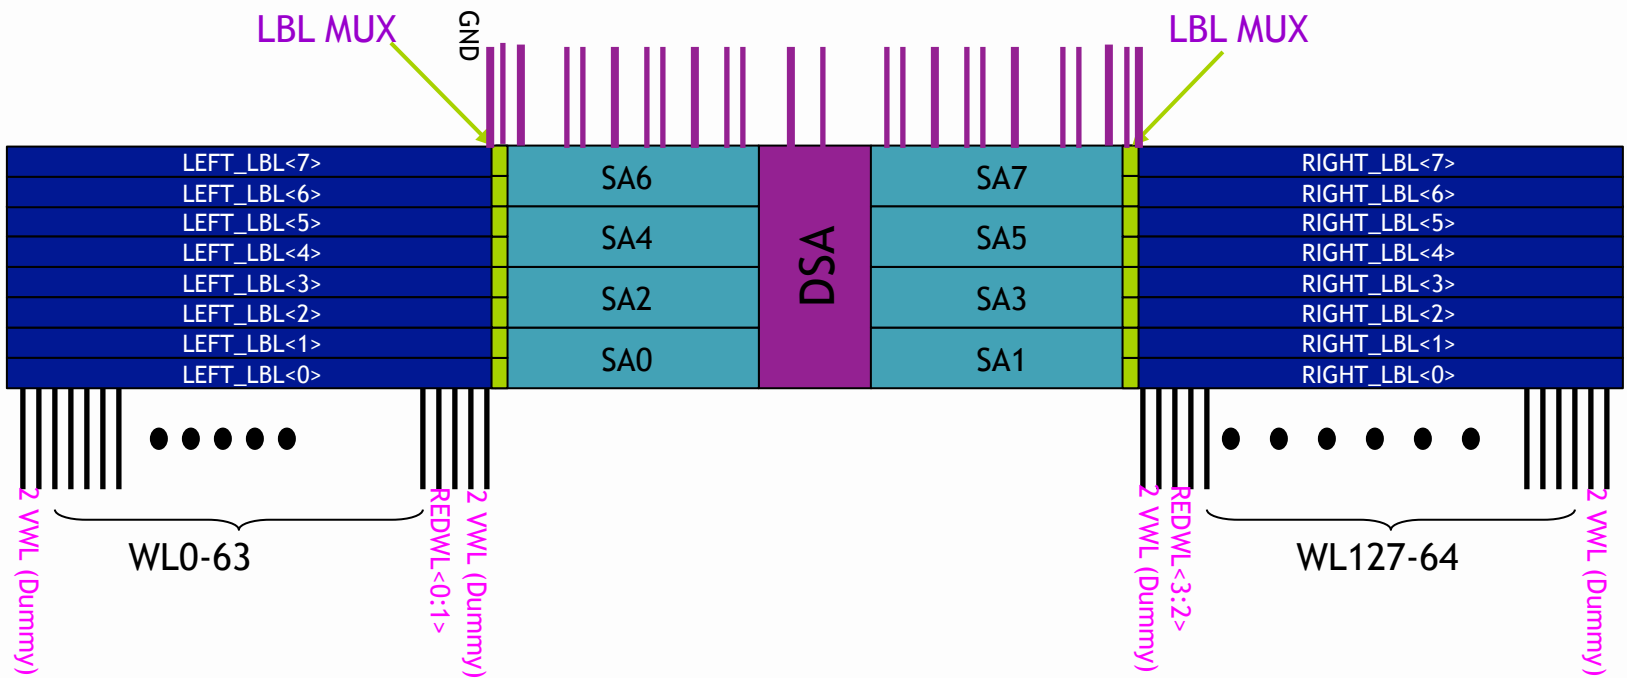 LBL MUX
GND
LBL MUX
LEFT_LBL<7>
LEFT_LBL<6>
LEFT_LBL<5>
LEFT_LBL<4>
LEFT_LBL<3>
LEFT_LBL<2>
LEFT_LBL<1>
LEFT_LBL<0>
SA6
SA4
SA2
SA0
DSA
SA7
SA5
SA3
SA1
RIGHT_LBL<7>
RIGHT_LBL<6>
RIGHT_LBL<5>
RIGHT_LBL<4>
RIGHT_LBL<3>
RIGHT_LBL<2>
RIGHT_LBL<1>
RIGHT_LBL<0>
2 VWL (Dummy)
WL0-63
REDWL<0:1>
2 VWL (Dummy)
2 VWL (Dummy)
REDWL<3:2>
WL127-64
2 VWL (Dummy)